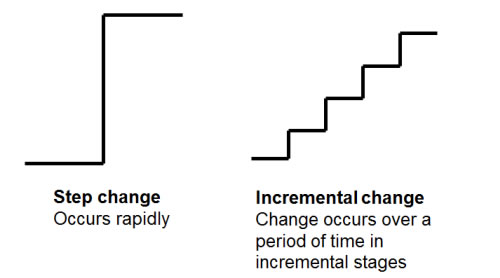 Step change
Occurs rapidly
Incremental change
Change occurs over a
period of time in
incremental stages